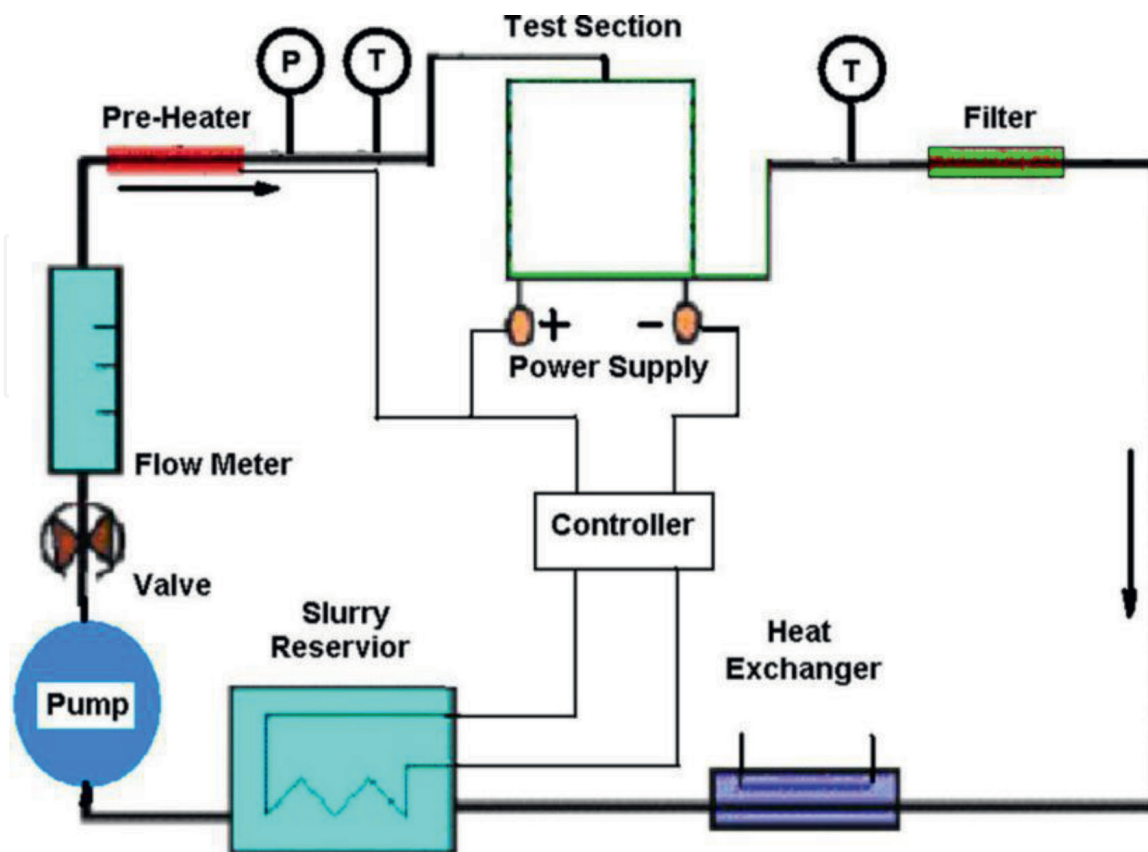 Test Section
P
T
T
Pre-Heater
Filter
+
-
Power Supply
Flow Meter
Controller
Valve
Slurry
Reservior
Heat
Exchanger
Pump